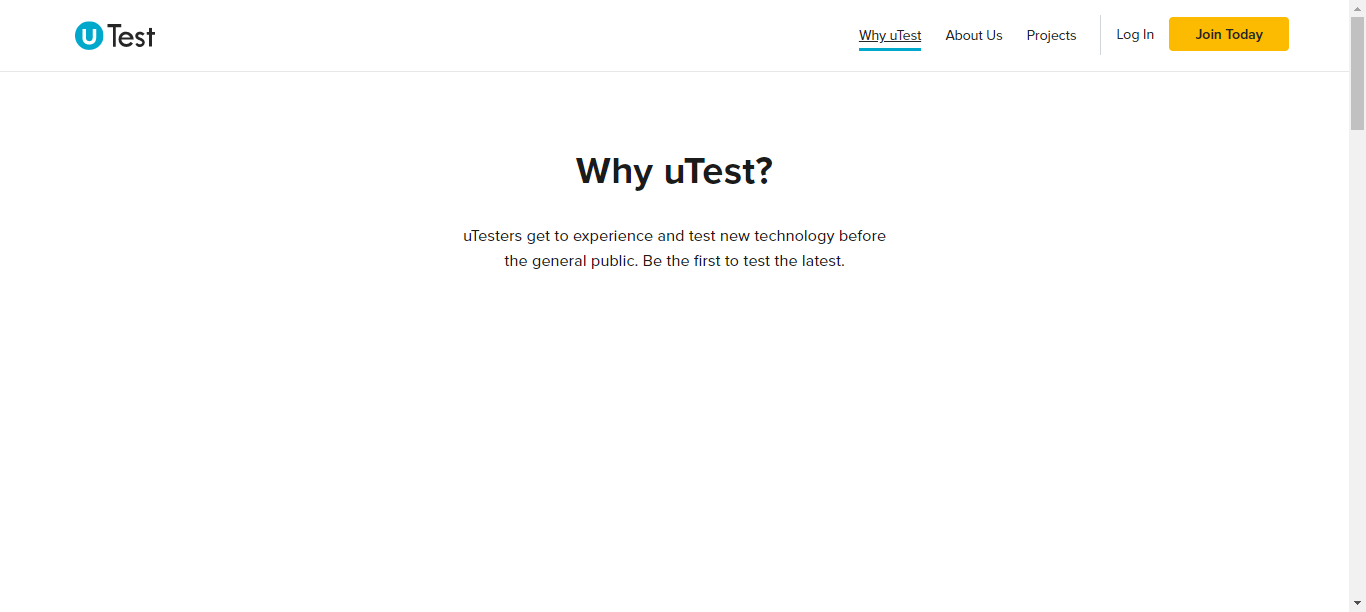 U Test
Why uTest
About Us
Projects
Log In
Join Today
Why uTest?
uTesters get to experience and test new technology before
the general public. Be the first to test the latest.